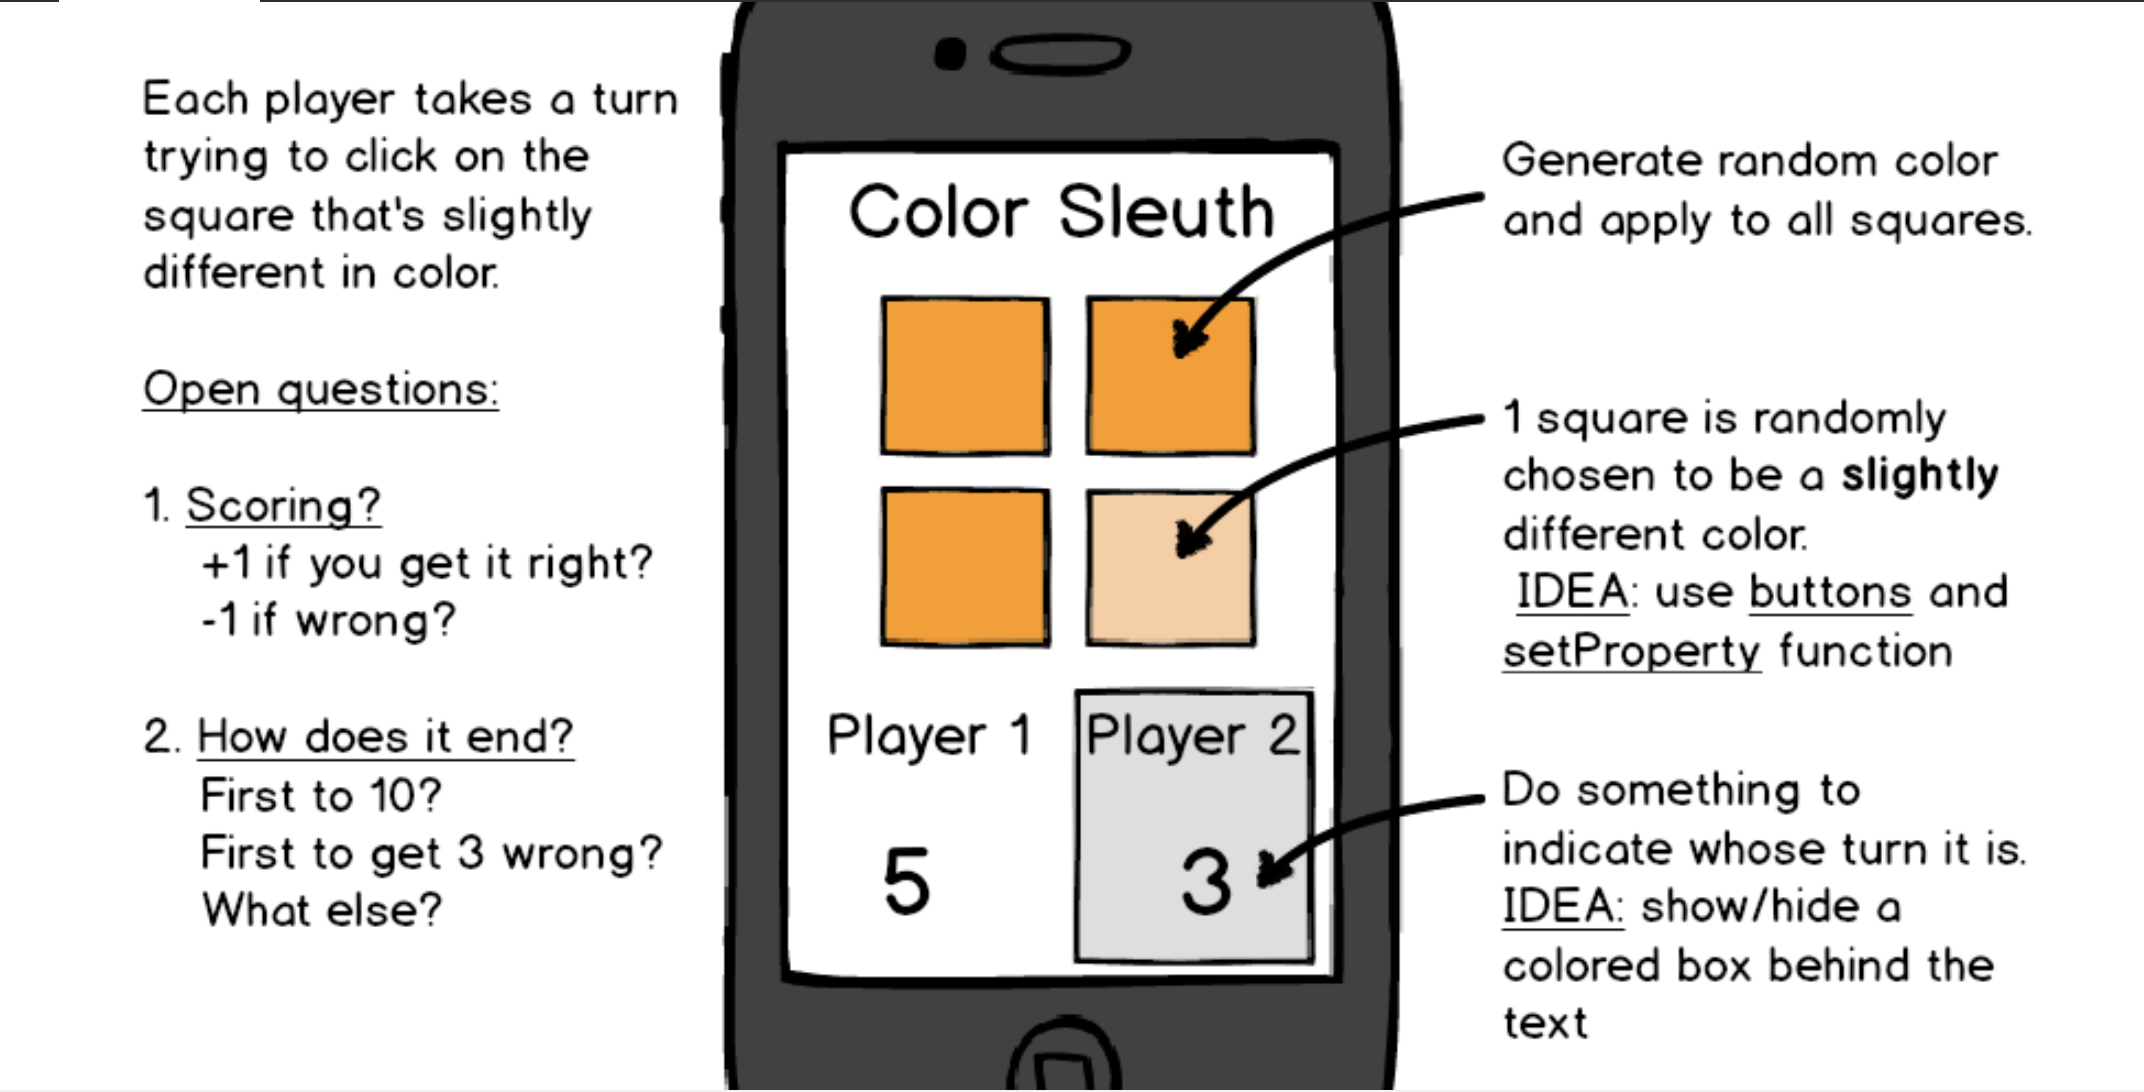 Each player takes a turn
trying to click on the
square that's slightly
different in color.
Open questions:
1. Scoring?
+1 if you get it right?
-1 if wrong?
2. How does it end?
First to 10?
First to get 3 wrong?
What else?
Color Sleuth
Player 1
Player 2
5
3
Generate random color
and apply to all squares.
1 square is randomly
chosen to be a slightly
different color.
IDEA: use buttons and
setProperty function
Do something to
indicate whose turn it is.
IDEA: show/hide a
colored box behind the
text